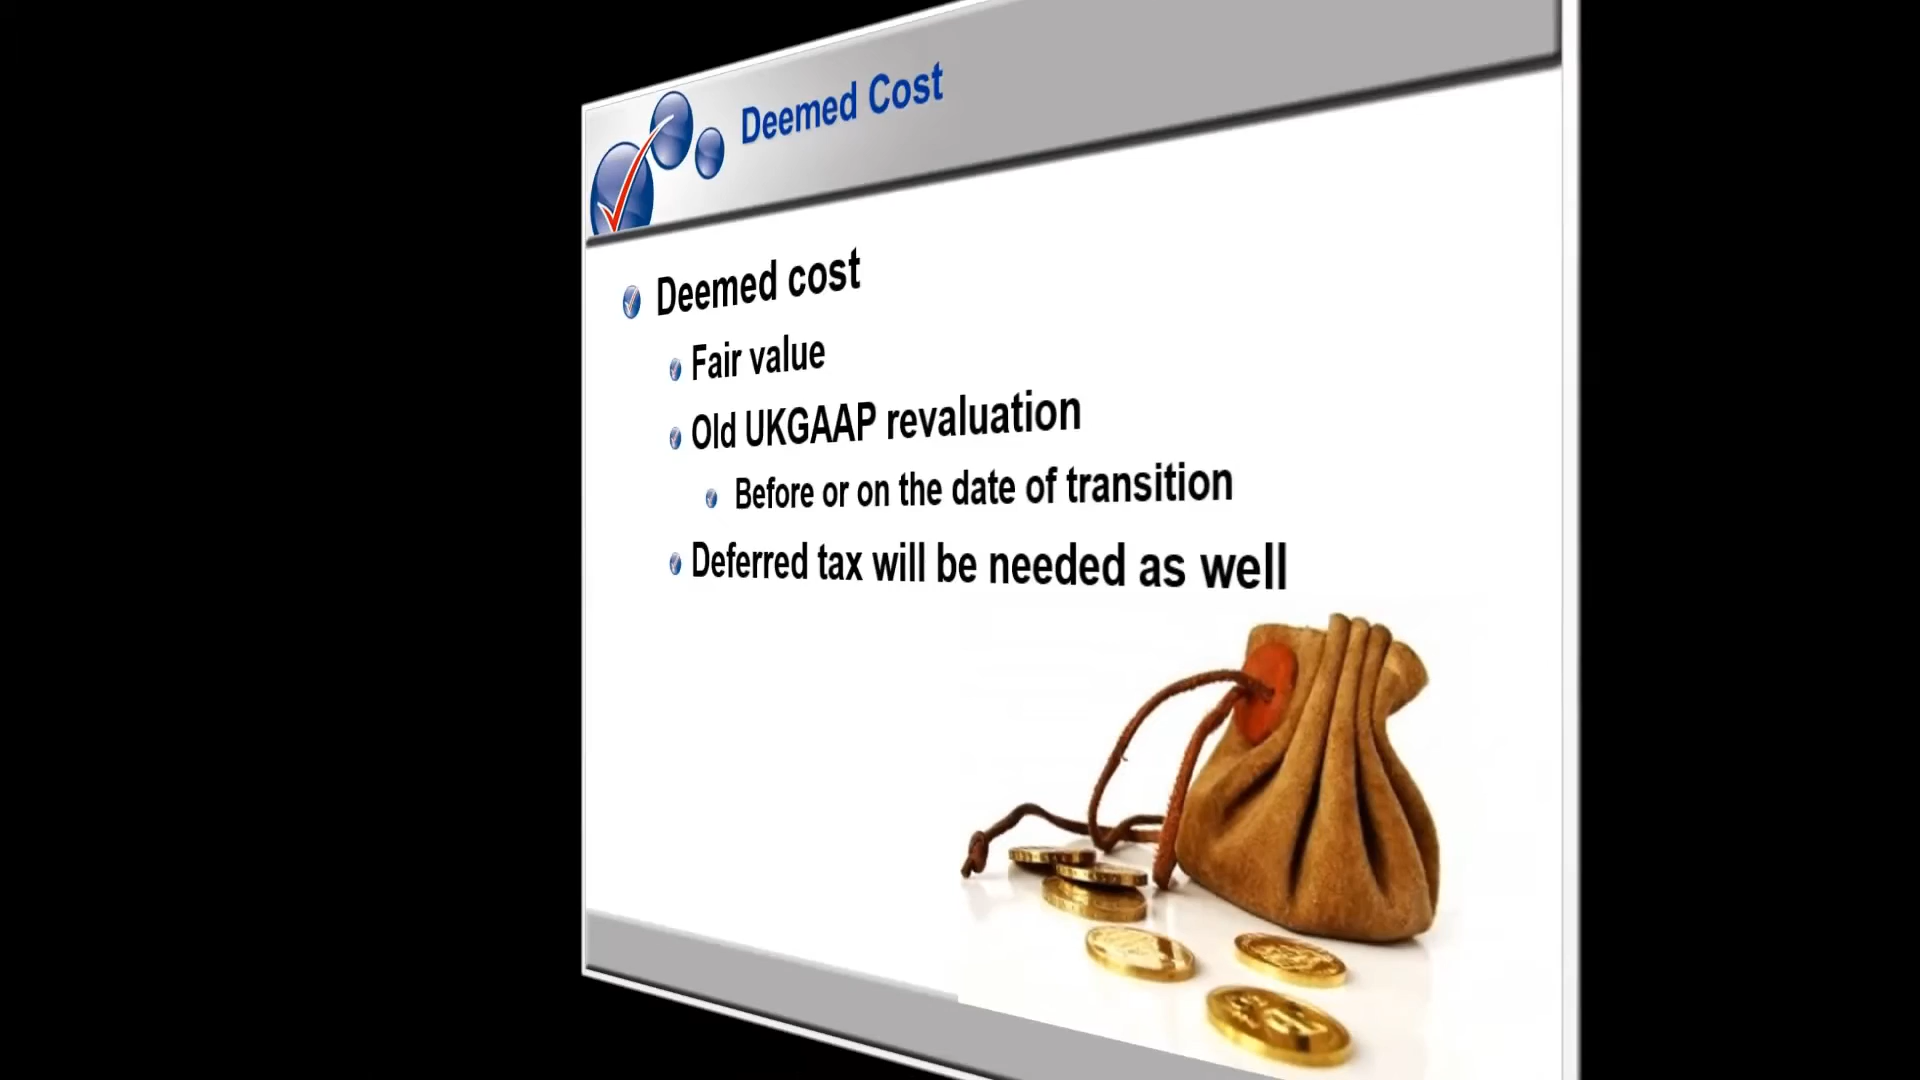 Deemed Cost
Deemed cost
Fair value
Old UKGAAP revaluation
Before or on the date of transition
Deferred tax will be needed as well